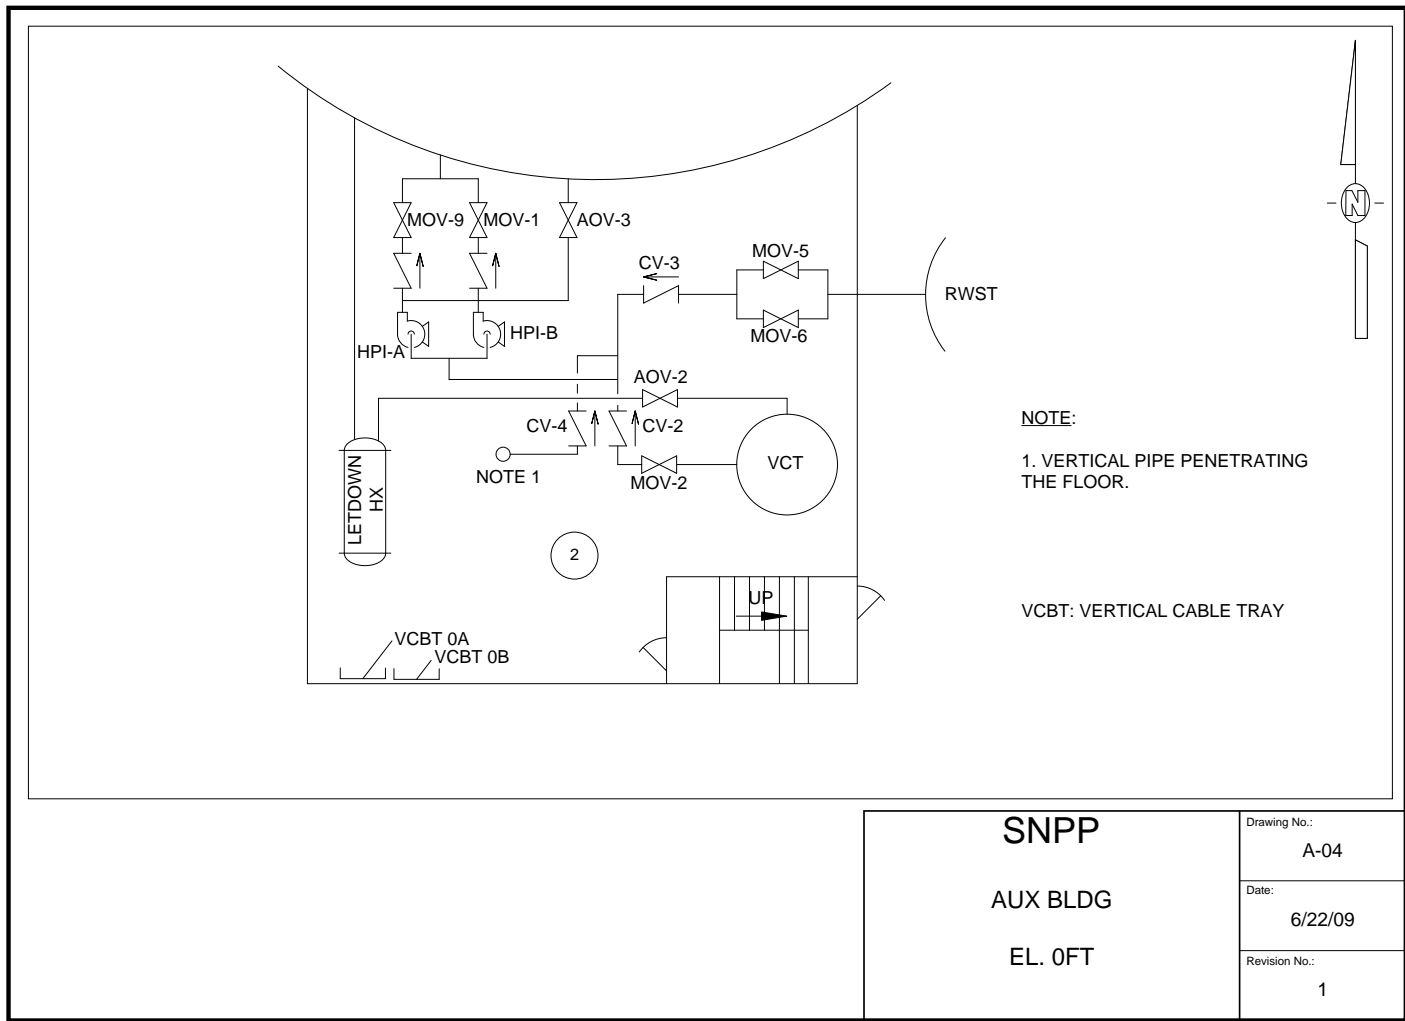 MOV-9
MOV-1
AOV-3
MOV-5
CV-3
RWST
N
HPI-B
MOV-6
HPI-A
AOV-2
NOTE:
CV-4
CV-2
1. VERTICAL PIPE PENETRATING
THE FLOOR.
VCT
NOTE 1
MOV-2
LETDOWN
HX
2
UP
VCBT: VERTICAL CABLE TRAY
VCBT 0A
VCBT 0B
SNPP
AUX BLDG
EL. 0FT
Drawing No.:
A-04
Date:
6/22/09
Revision No.:
1